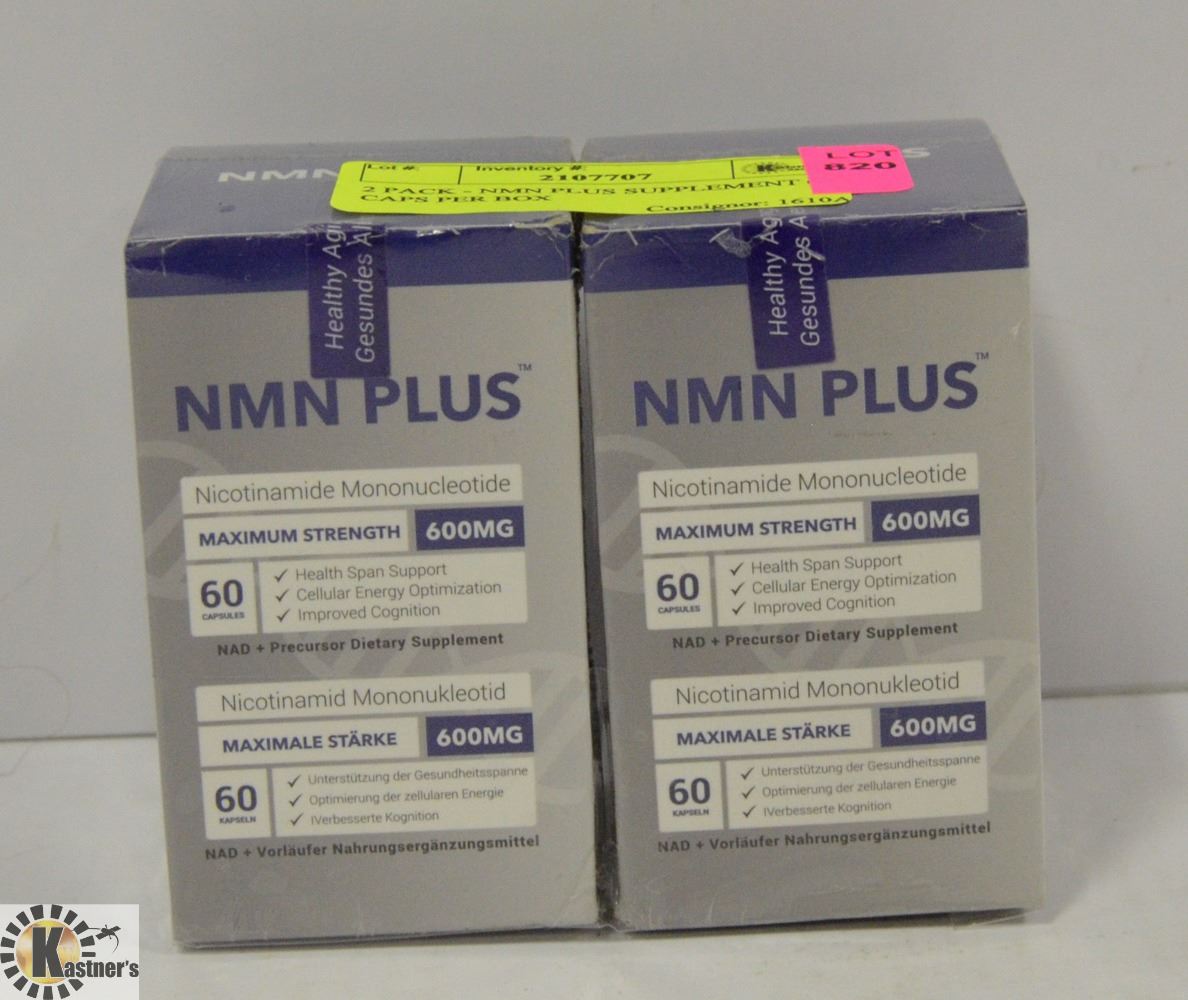 NMN
S
Lot #:
Inventory #:
2107707
LOT
820
2 PACK - NMN PLUS SUPPLEMENT
CAPS PER BOX
Consignor: 1610A
Healthy Agi
Gesundes Al
NMN PLUS™
Nicotinamide Mononucleotide
MAXIMUM STRENGTH 600MG
60 CAPSULES
✓ Health Span Support
✓ Cellular Energy Optimization
✓ Improved Cognition
NAD + Precursor Dietary Supplement
Nicotinamid Mononukleotid
MAXIMALE STÄRKE 600MG
60 KAPSELN
✓ Unterstützung der Gesundheitsspanne
✓ Optimierung der zellularen Energie
✓ IVerbesserte Kognition
NAD + Vorläufer Nahrungsergänzungsmittel
Healthy Ag
Gesundes A
NMN PLUS™
Nicotinamide Mononucleotide
MAXIMUM STRENGTH 600MG
60 CAPSULES
✓ Health Span Support
✓ Cellular Energy Optimization
✓ Improved Cognition
NAD + Precursor Dietary Supplement
Nicotinamid Mononukleotid
MAXIMALE STÄRKE 600MG
60 KAPSELN
✓ Unterstützung der Gesundheitsspanne
✓ Optimierung der zellularen Energie
✓ IVerbesserte Kognition
NAD + Vorläufer Nahrungsergänzungsmittel
Kastner's